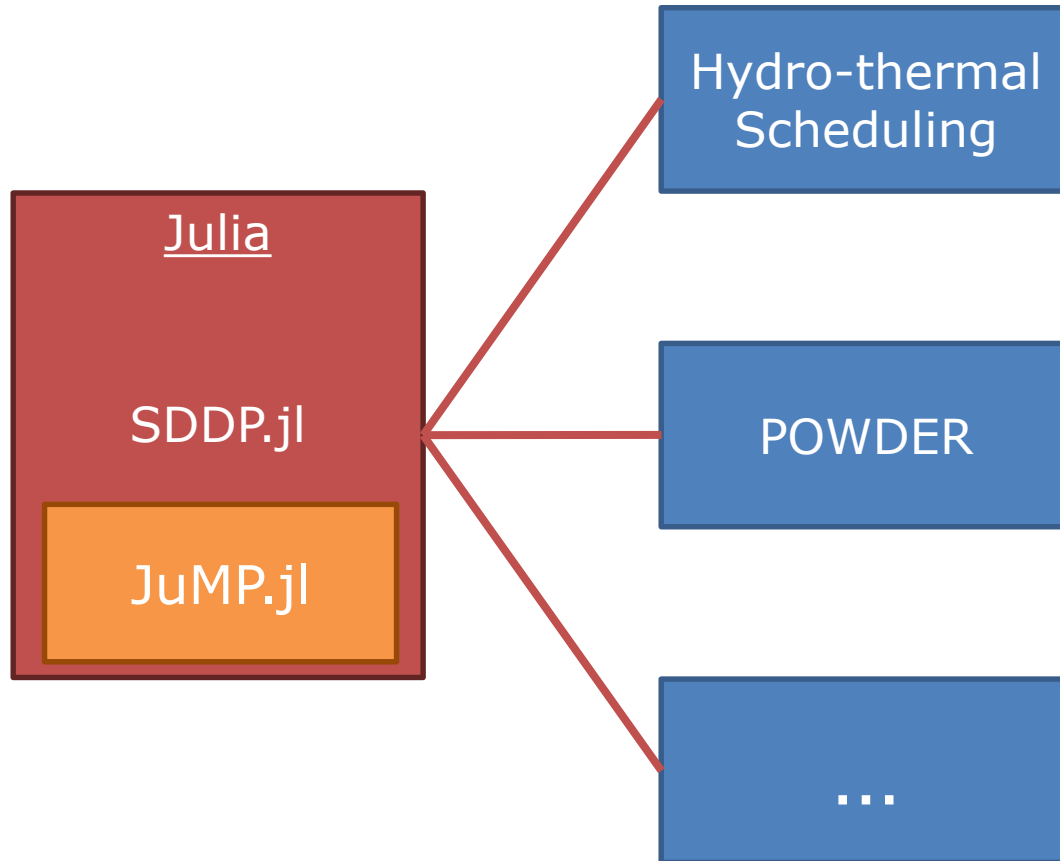 Julia
SDDP.jl
JuMP.jl
Hydro-thermal
Scheduling
POWDER
...